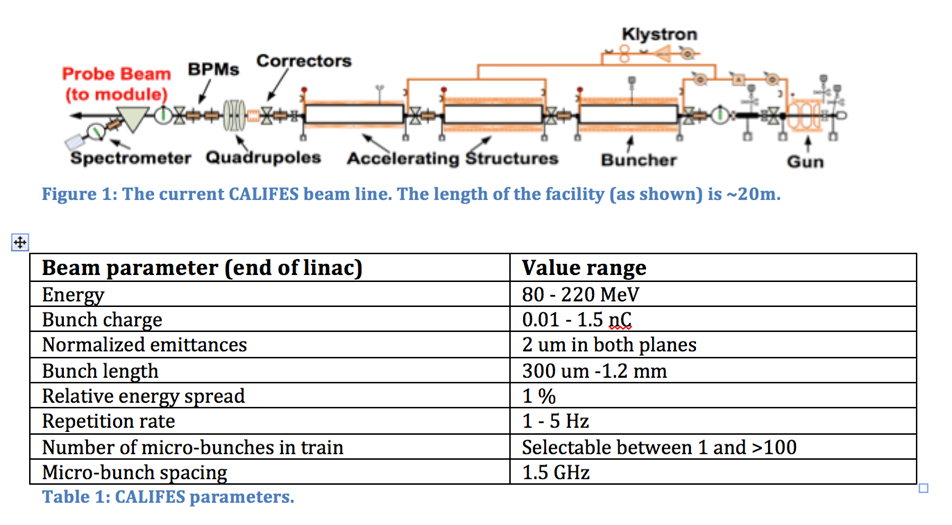 Klystron
Probe Beam BPMs Correctors
(to module)
Spectrometer Quadrupoles Accelerating Structures Buncher Gun
Figure 1: The current CALIFES beam line. The length of the facility (as shown) is ~20m.
Beam parameter (end of linac) Value range
Energy 80 - 220 MeV
Bunch charge 0.01 - 1.5 nC
Normalized emittances 2 um in both planes
Bunch length 300 um -1.2 mm
Relative energy spread 1 %
Repetition rate 1 - 5 Hz
Number of micro-bunches in train Selectable between 1 and >100
Micro-bunch spacing 1.5 GHz
Table 1: CALIFES parameters.